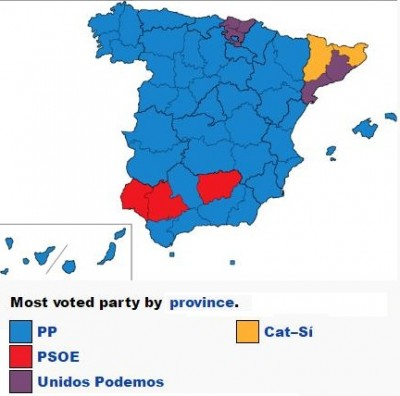 Most voted party by province.
PP
Cat–Sí
PSOE
Unidos Podemos